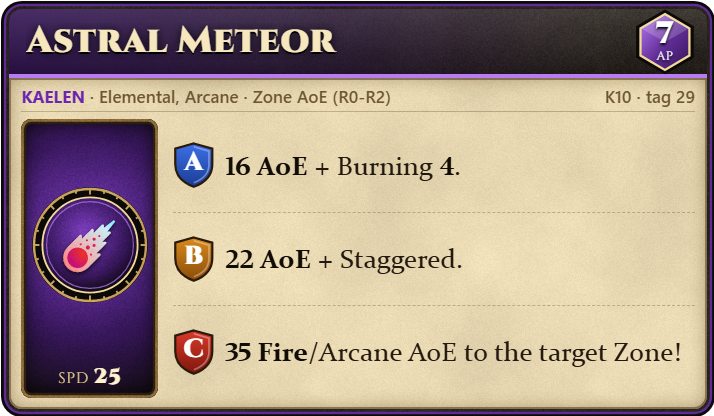 ASTRAL METEOR
7
AP
KAELEN · Elemental, Arcane · Zone AoE (R0-R2)
K10 · tag 29
A
16 AoE + Burning 4.
B
22 AoE + Staggered.
C
35 Fire/Arcane AoE to the target Zone!
SPD 25